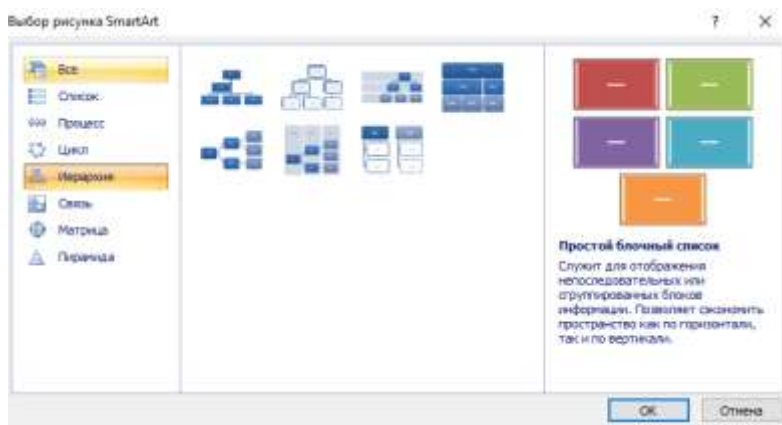 Выбор рисунка SmartArt
?
Все
Список
Процесс
Цикл
Иерархия
Связь
Матрица
Пирамида
Простой блочный список
Служит для отображения
непоследовательных или
сгруппированных блоков
информации. Позволяет сэкономить
пространство как по горизонтали,
так и по вертикали.
ОК
Отмена